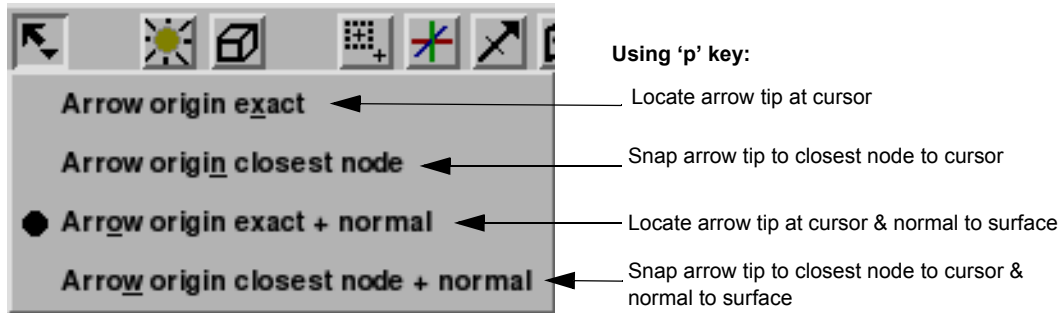 Using ‘p’ key:
Arrow origin exact
Locate arrow tip at cursor
Arrow origin closest node
Snap arrow tip to closest node to cursor
Arrow origin exact + normal
Locate arrow tip at cursor & normal to surface
Arrow origin closest node + normal
Snap arrow tip to closest node to cursor &
normal to surface